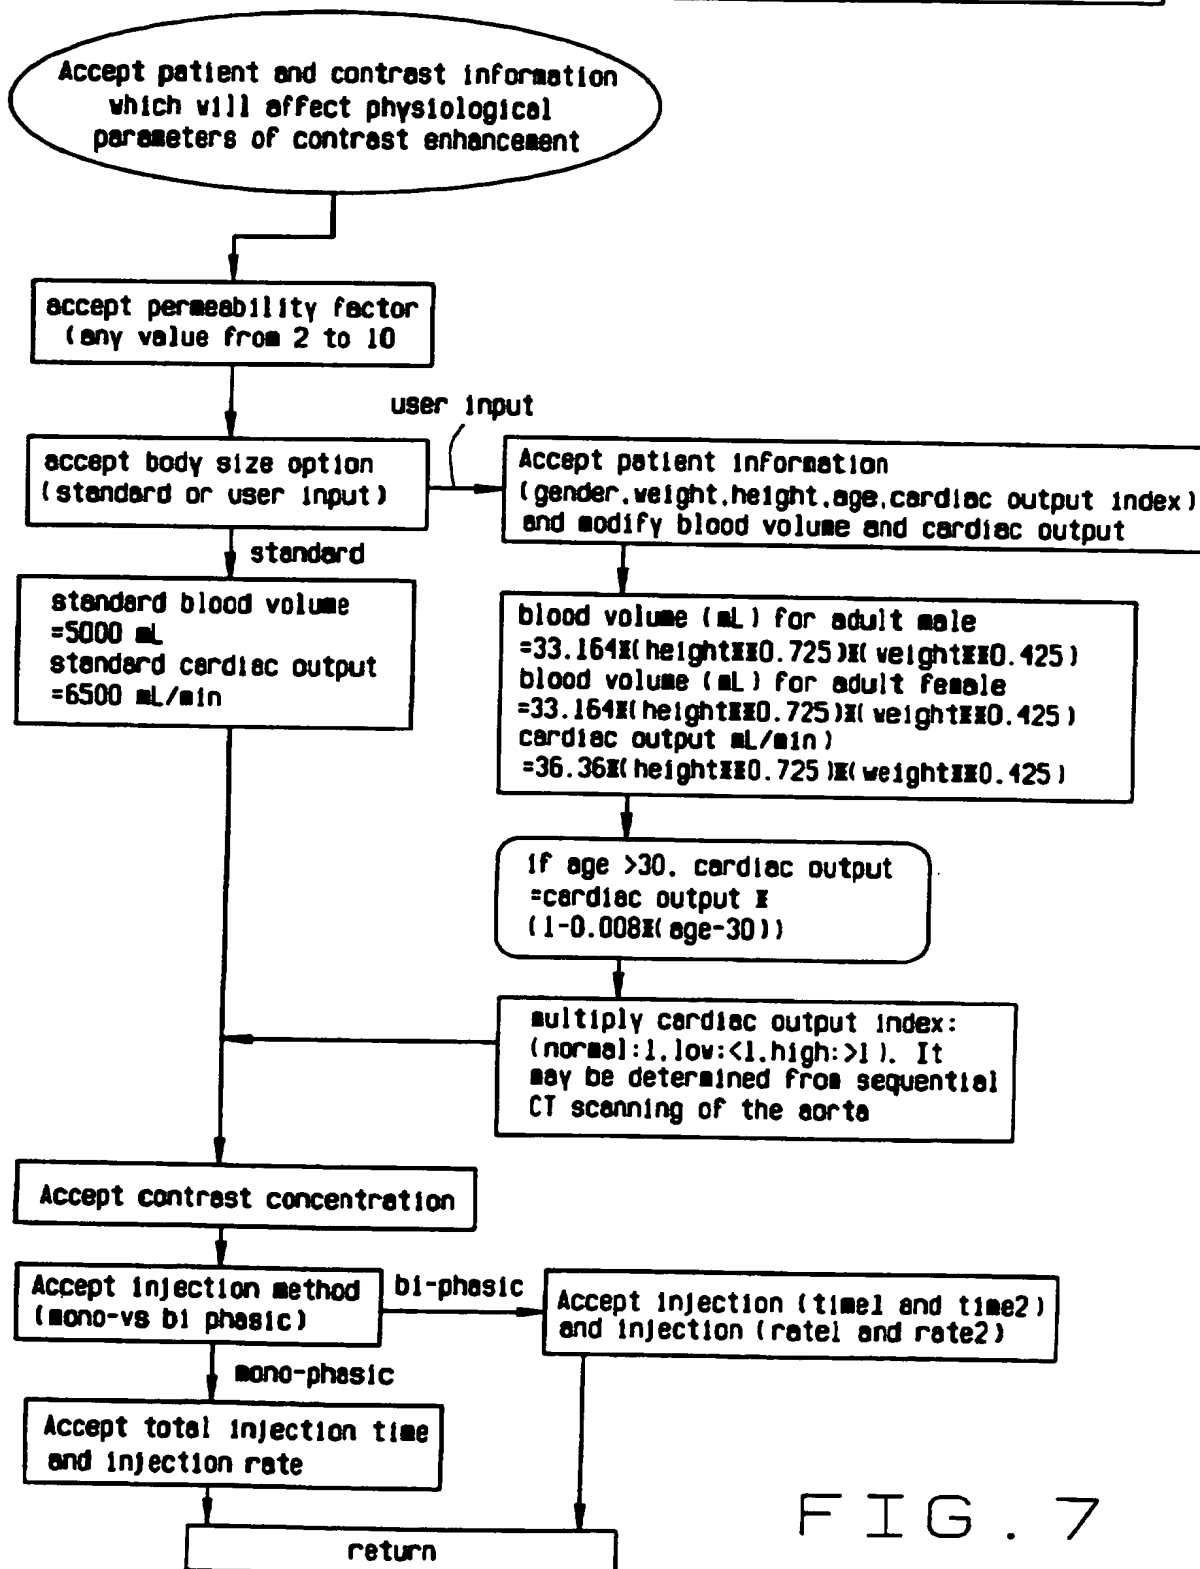 Accept patient and contrast information
which will affect physiological
parameters of contrast enhancement
accept permeability factor
(any value from 2 to 10
user input
accept body size option
(standard or user input)
Accept patient information
(gender,weight,height,age,cardiac output index)
and modify blood volume and cardiac output
standard
standard blood volume
=5000 mL
standard cardiac output
=6500 mL/min
blood volume (mL) for adult male
=33.164*(height**0.725)*(weight**0.425)
blood volume (mL) for adult female
=33.164*(height**0.725)*(weight**0.425)
cardiac output mL/min)
=36.36*(height**0.725)*(weight**0.425)
if age >30, cardiac output
=cardiac output *
(1-0.008*(age-30))
multiply cardiac output index:
(normal:1,low:<1,high:>1). It
may be determined from sequential
CT scanning of the aorta
Accept contrast concentration
Accept injection method
(mono-vs bi phasic)
bi-phasic
Accept injection (time1 and time2)
and injection (rate1 and rate2)
mono-phasic
Accept total injection time
and injection rate
return
FIG. 7